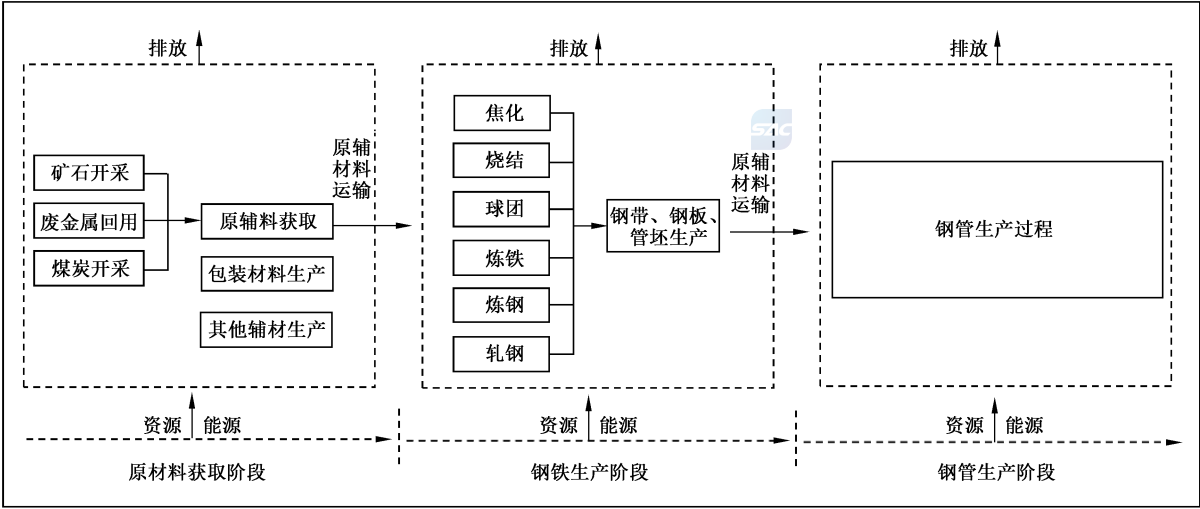 排放
矿石开采
废金属回用
煤炭开采
原辅料获取
包装材料生产
其他辅材生产
原辅
材料
运输
资源 能源
原材料获取阶段
排放
焦化
烧结
球团
炼铁
炼钢
轧钢
钢带、钢板、
管坯生产
SAC
原辅
材料
运输
资源 能源
钢铁生产阶段
排放
钢管生产过程
资源 能源
钢管生产阶段